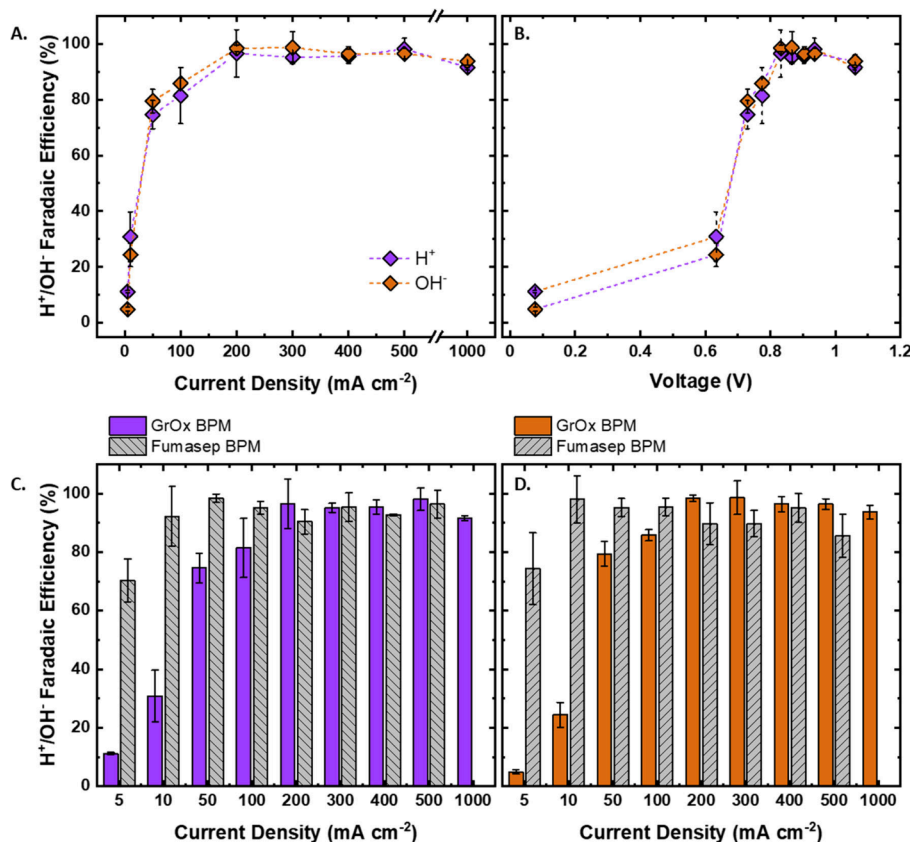 A.
B.
H⁺/OH⁻ Faradaic Efficiency (%)
100
80
60
40
20
0
H⁺
OH⁻
0 100 200 300 400 500 1000
0 0.2 0.4 0.6 0.8 1 1.2
Current Density (mA cm⁻²)
Voltage (V)
GrOx BPM
Fumasep BPM
GrOx BPM
Fumasep BPM
C.
D.
H⁺/OH⁻ Faradaic Efficiency (%)
100
80
60
40
20
0
5 10 50 100 200 300 400 500 1000
5 10 50 100 200 300 400 500 1000
Current Density (mA cm⁻²)
Current Density (mA cm⁻²)